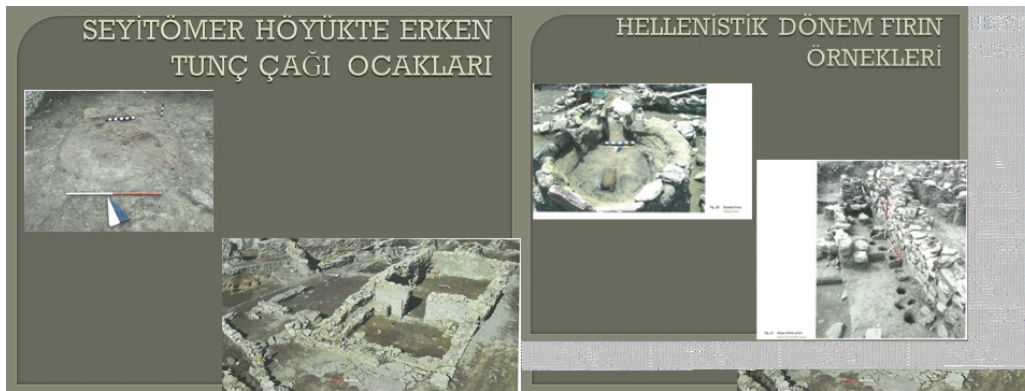 SEYİTÖMER HÖYÜKTE ERKEN
TUNÇ ÇAĞI OCAKLARI
HELLENİSTİK DÖNEM FIRIN
ÖRNEKLERİ